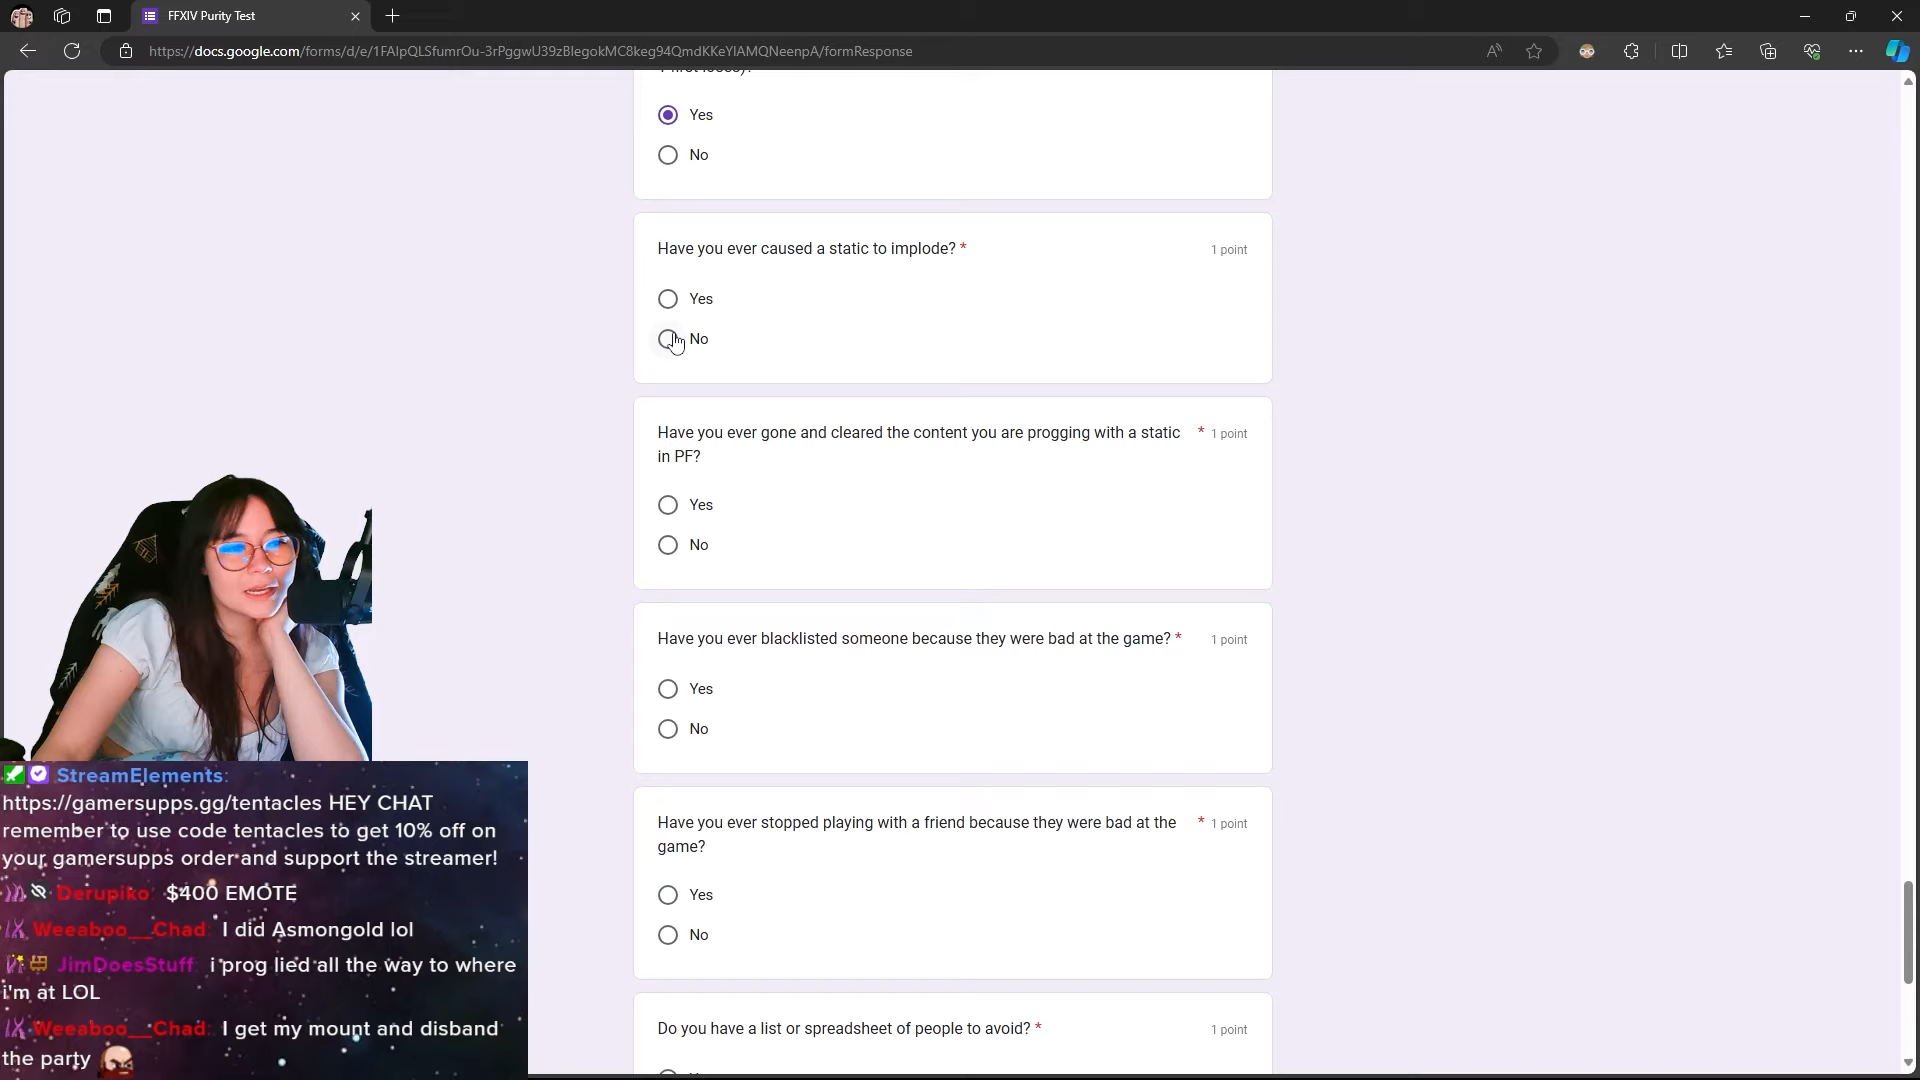 FFXIV Purity Test
https://docs.google.com/forms/d/e/1FAIpQLSfumrOu-3rPggwU39zBlegokMC8keg94QmdKKeYIAMQNeenpA/formResponse
Yes
No
Have you ever caused a static to implode? *
1 point
Yes
No
Have you ever gone and cleared the content you are progging with a static * 1 point
in PF?
Yes
No
Have you ever blacklisted someone because they were bad at the game? *
1 point
Yes
No
Have you ever stopped playing with a friend because they were bad at the * 1 point
game?
Yes
No
Do you have a list or spreadsheet of people to avoid? *
1 point
StreamElements:
https://gamersupps.gg/tentacles HEY CHAT
remember to use code tentacles to get 10% off on
your gamersupps order and support the streamer!
Derupiko: $400 EMOTE
Weeaboo__Chad: I did Asmongold lol
JimDoesStuff: i prog lied all the way to where
i'm at LOL
Weeaboo__Chad: I get my mount and disband
the party